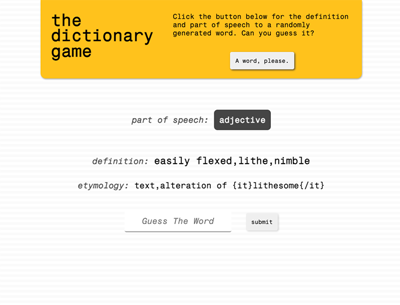 the
dictionary
game
Click the button below for the definition
and part of speech to a randomly
generated word. Can you guess it?
A word, please.
part of speech: adjective
definition: easily flexed,lithe,nimble
etymology: text,alteration of {it}lithesome{/it}
Guess The Word
submit